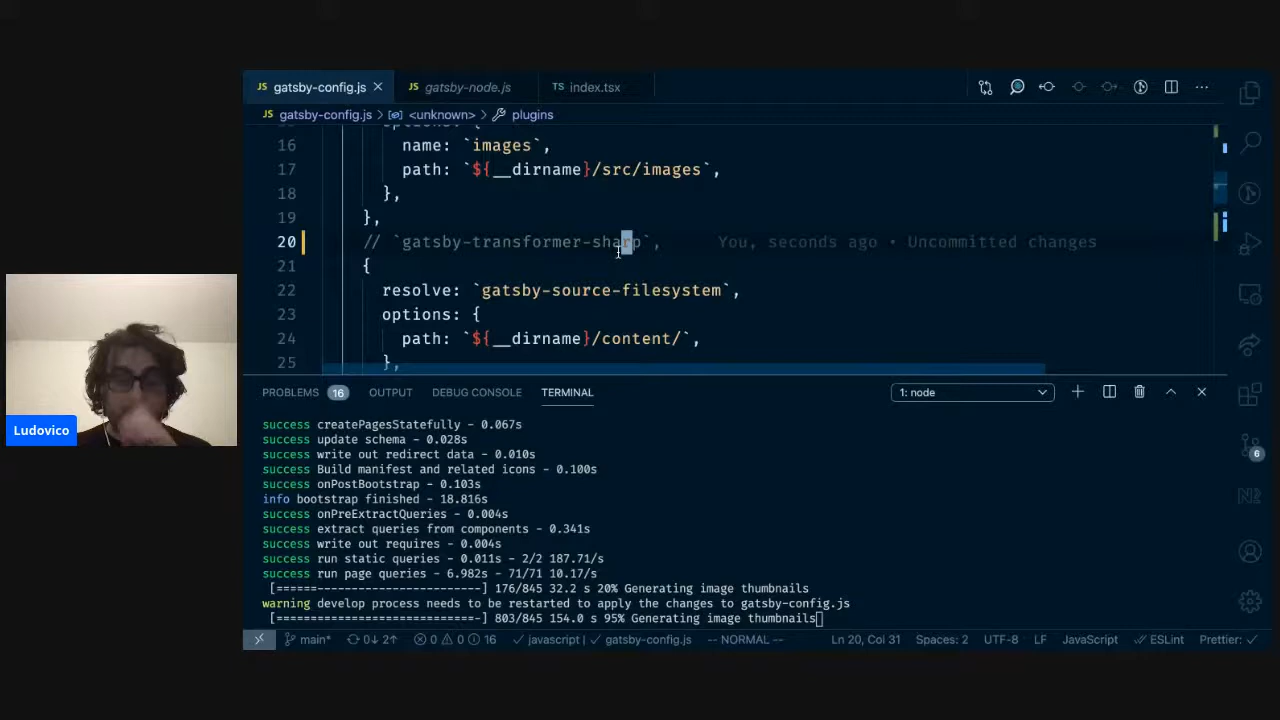 JS gatsby-config.js
JS gatsby-node.js
TS index.tsx
JS gatsby-config.js > <unknown> > plugins
16 name: `images`,
17 path: `${__dirname}/src/images`,
18 },
19 },
20 // `gatsby-transformer-sharp`, You, seconds ago • Uncommitted changes
21 {
22 resolve: `gatsby-source-filesystem`,
23 options: {
24 path: `${__dirname}/content/`,
25 },
Ludovico
PROBLEMS 16 OUTPUT DEBUG CONSOLE TERMINAL 1: node
success createPagesStatefully - 0.067s
success update schema - 0.028s
success write out redirect data - 0.010s
success Build manifest and related icons - 0.100s
success onPostBootstrap - 0.103s
info bootstrap finished - 18.816s
success onPreExtractQueries - 0.004s
success extract queries from components - 0.341s
success write out requires - 0.004s
success run static queries - 0.011s - 2/2 187.71/s
success run page queries - 6.982s - 71/71 10.17/s
[======-----------------------] 176/845 32.2 s 20% Generating image thumbnails
warning develop process needs to be restarted to apply the changes to gatsby-config.js
[============================-] 803/845 154.0 s 95% Generating image thumbnails
6
main* 0↓ 2↑ 0 0 16 javascript | gatsby-config.js -- NORMAL -- Ln 20, Col 31 Spaces: 2 UTF-8 LF JavaScript ESLint Prettier: ✓